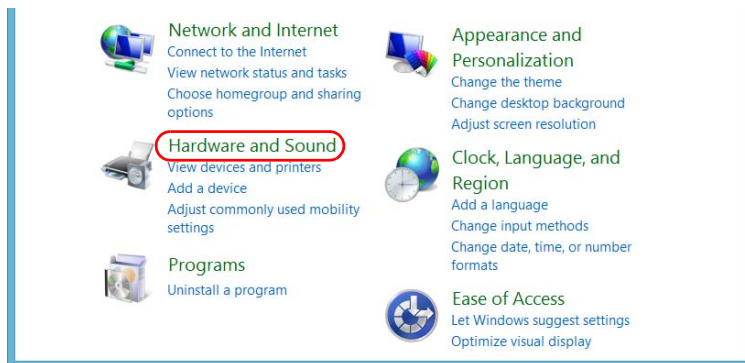 Network and Internet
Connect to the Internet
View network status and tasks
Choose homegroup and sharing
options
Hardware and Sound
View devices and printers
Add a device
Adjust commonly used mobility
settings
Programs
Uninstall a program
Appearance and
Personalization
Change the theme
Change desktop background
Adjust screen resolution
Clock, Language, and
Region
Add a language
Change input methods
Change date, time, or number
formats
Ease of Access
Let Windows suggest settings
Optimize visual display